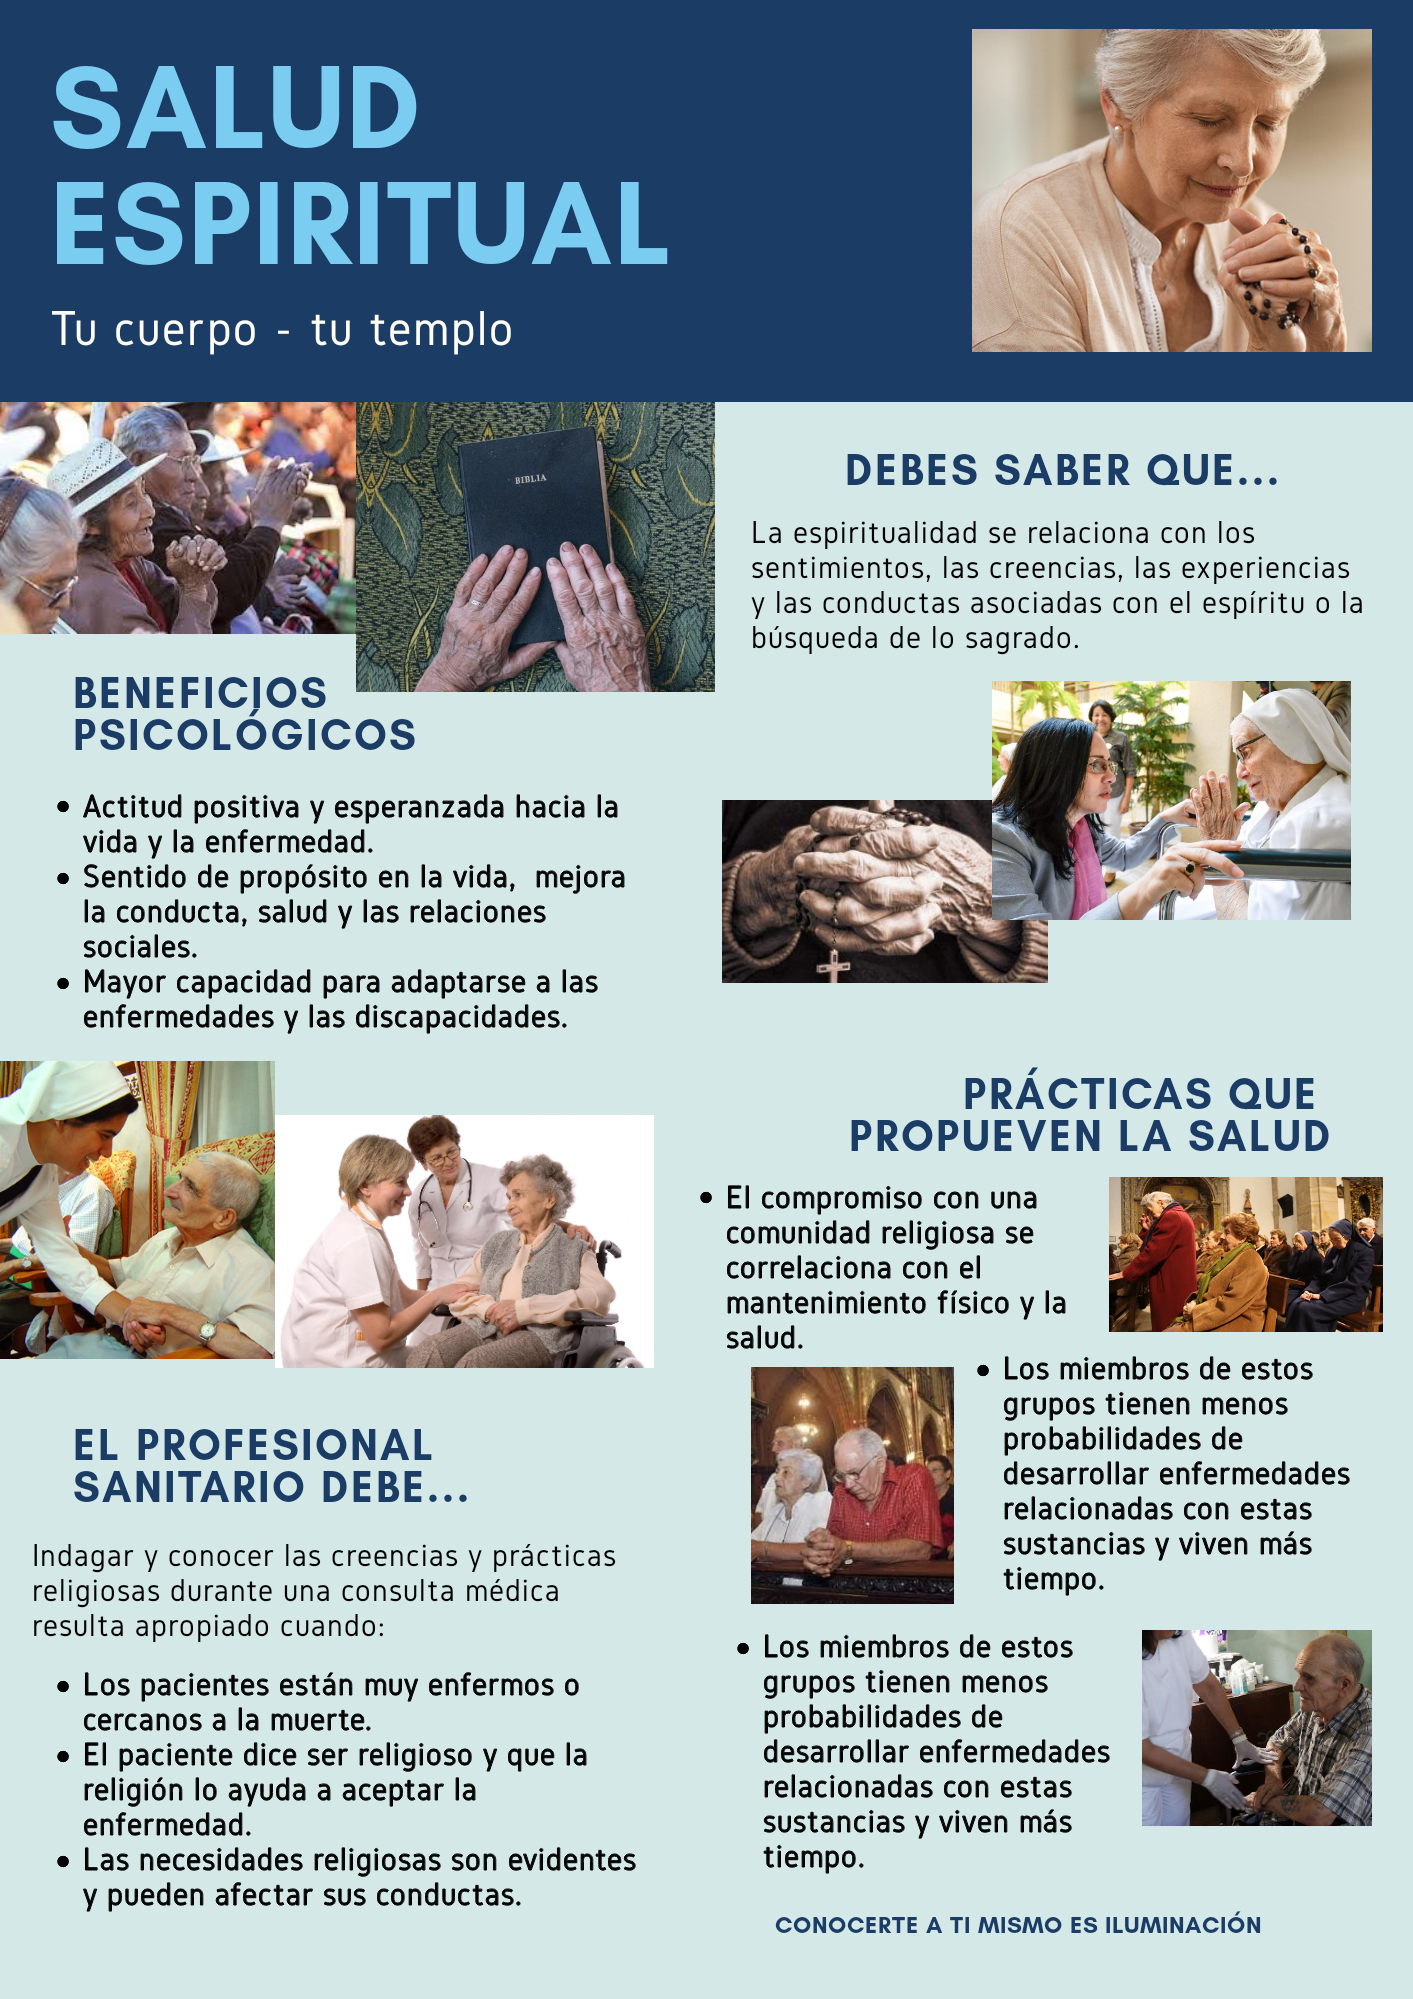 SALUD
ESPIRITUAL
Tu cuerpo - tu templo
BIBLIA
DEBES SABER QUE...
La espiritualidad se relaciona con los
sentimientos, las creencias, las experiencias
y las conductas asociadas con el espíritu o la
búsqueda de lo sagrado.
BENEFICIOS
PSICOLÓGICOS
• Actitud positiva y esperanzada hacia la
vida y la enfermedad.
• Sentido de propósito en la vida,  mejora
la conducta, salud y las relaciones
sociales.
• Mayor capacidad para adaptarse a las
enfermedades y las discapacidades.
EL PROFESIONAL
SANITARIO DEBE...
Indagar y conocer las creencias y prácticas
religiosas durante una consulta médica
resulta apropiado cuando:
• Los pacientes están muy enfermos o
cercanos a la muerte.
• El paciente dice ser religioso y que la
religión lo ayuda a aceptar la
enfermedad.
• Las necesidades religiosas son evidentes
y pueden afectar sus conductas.
PRÁCTICAS QUE
PROPUEVEN LA SALUD
• El compromiso con una
comunidad religiosa se
correlaciona con el
mantenimiento físico y la
salud.
• Los miembros de estos
grupos tienen menos
probabilidades de
desarrollar enfermedades
relacionadas con estas
sustancias y viven más
tiempo.
• Los miembros de estos
grupos tienen menos
probabilidades de
desarrollar enfermedades
relacionadas con estas
sustancias y viven más
tiempo.
CONOCERTE A TI MISMO ES ILUMINACIÓN